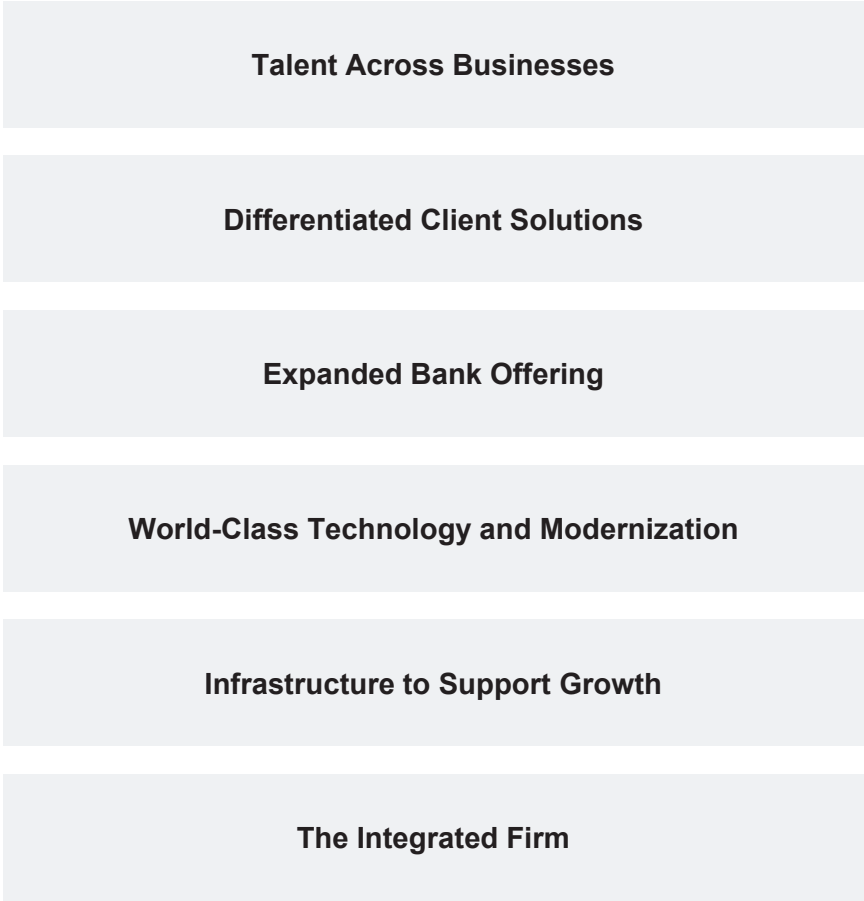 Talent Across Businesses
Differentiated Client Solutions
Expanded Bank Offering
World-Class Technology and Modernization
Infrastructure to Support Growth
The Integrated Firm